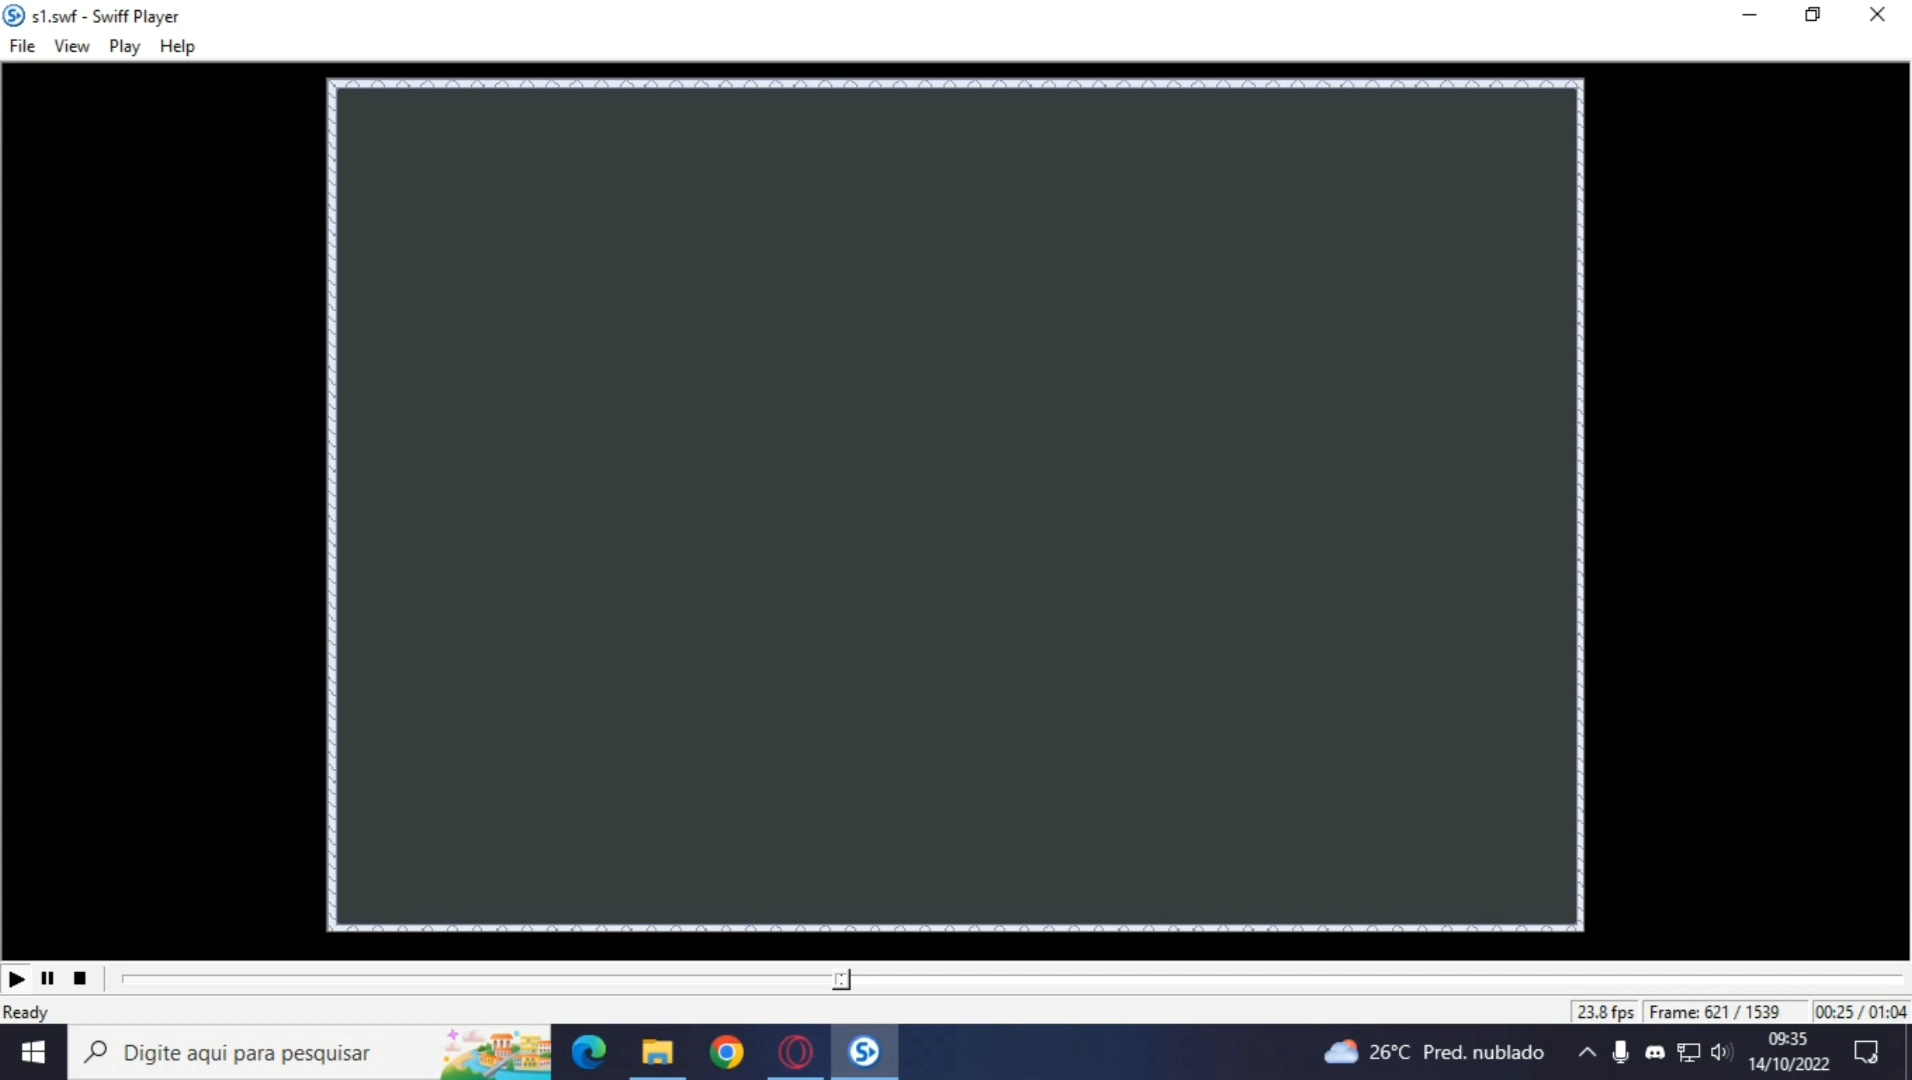 s1.swf - Swiff Player
File View Play Help
Ready
23.8 fps Frame: 621 / 1539 00:25 / 01:04
Digite aqui para pesquisar
26°C Pred. nublado
09:35
14/10/2022